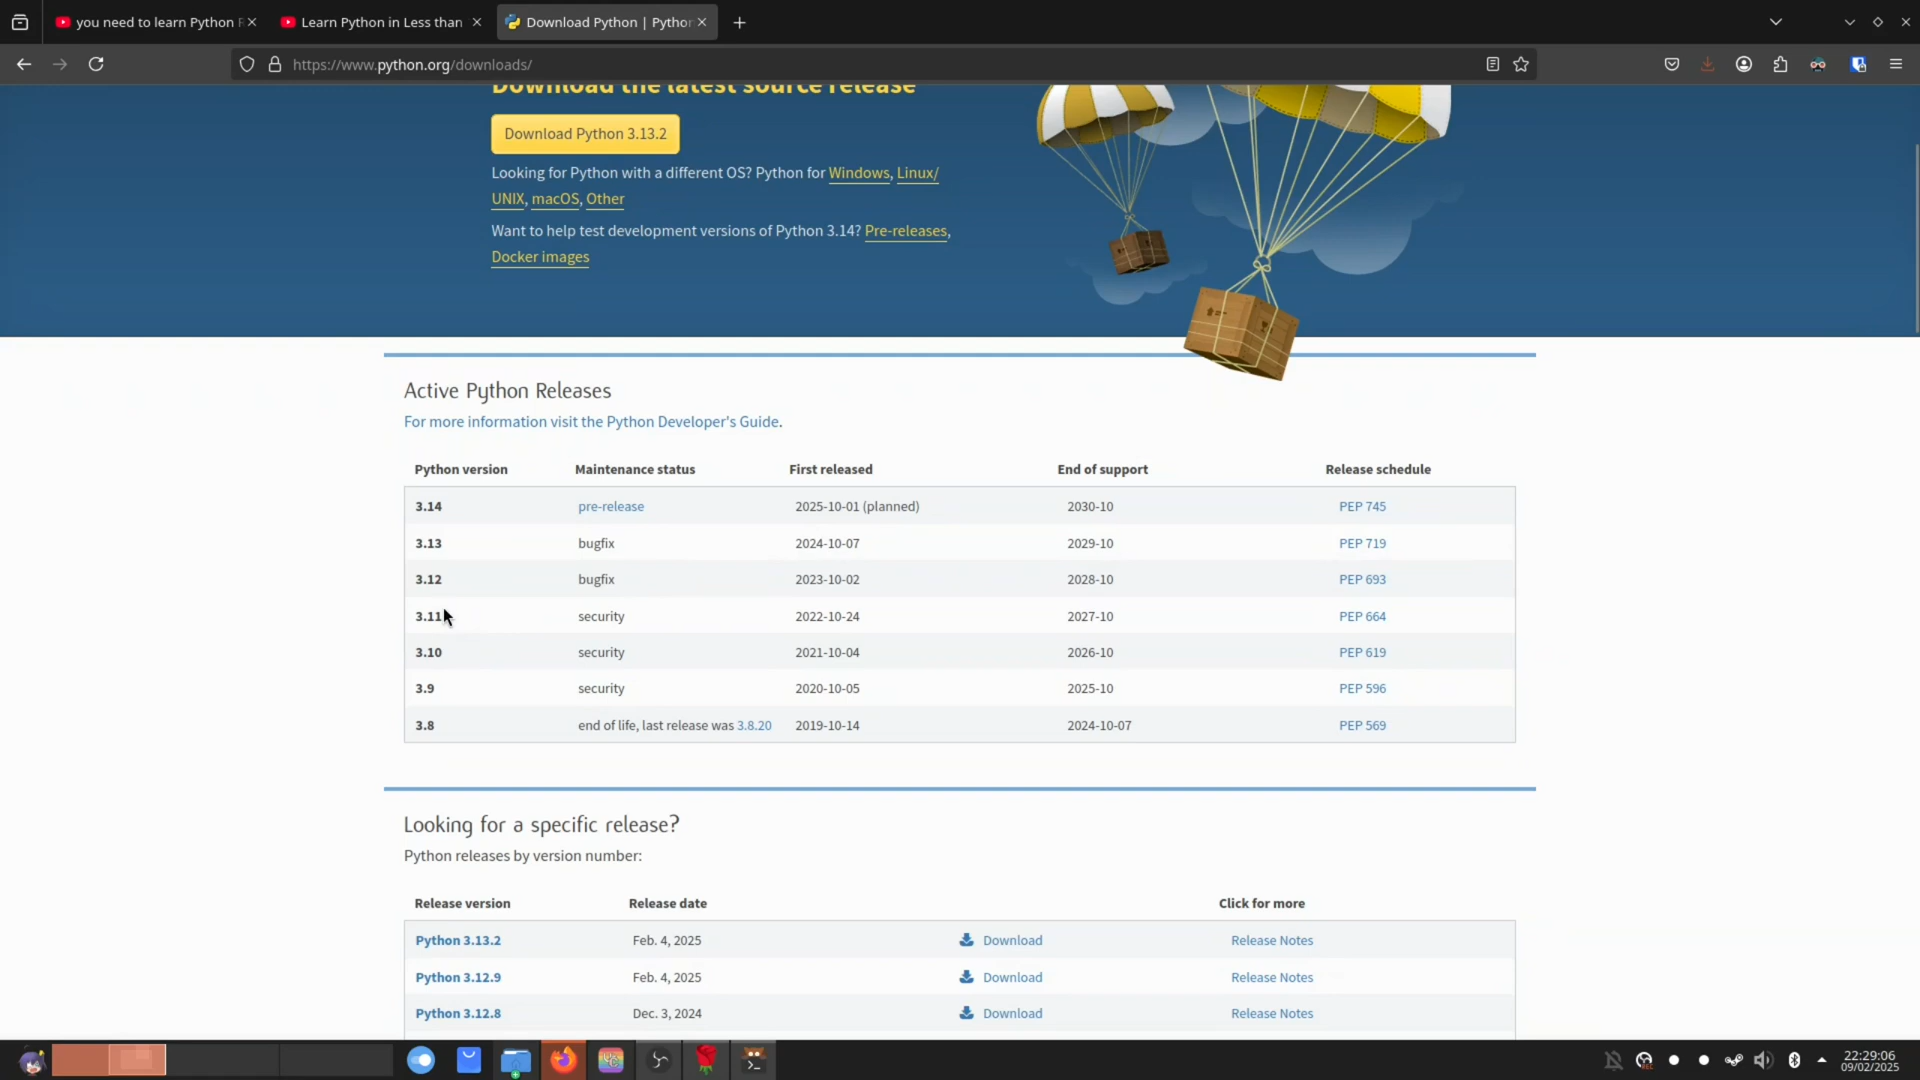 you need to learn Python
Learn Python in Less than
Download Python | Python
https://www.python.org/downloads/
Download the latest source release
Download Python 3.13.2
Looking for Python with a different OS? Python for Windows, Linux/
UNIX, macOS, Other
Want to help test development versions of Python 3.14? Pre-releases,
Docker images
Active Python Releases
For more information visit the Python Developer's Guide.
Python version Maintenance status First released End of support Release schedule
3.14 pre-release 2025-10-01 (planned) 2030-10 PEP 745
3.13 bugfix 2024-10-07 2029-10 PEP 719
3.12 bugfix 2023-10-02 2028-10 PEP 693
3.11 security 2022-10-24 2027-10 PEP 664
3.10 security 2021-10-04 2026-10 PEP 619
3.9 security 2020-10-05 2025-10 PEP 596
3.8 end of life, last release was 3.8.20 2019-10-14 2024-10-07 PEP 569
Looking for a specific release?
Python releases by version number:
Release version Release date Click for more
Python 3.13.2 Feb. 4, 2025 Download Release Notes
Python 3.12.9 Feb. 4, 2025 Download Release Notes
Python 3.12.8 Dec. 3, 2024 Download Release Notes
22:29:06
09/02/2025